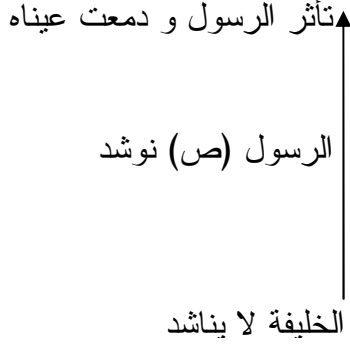 تأثر الرسول و دمعت عيناه
الرسول (ص) نوشد
الخليفة لا يناشد